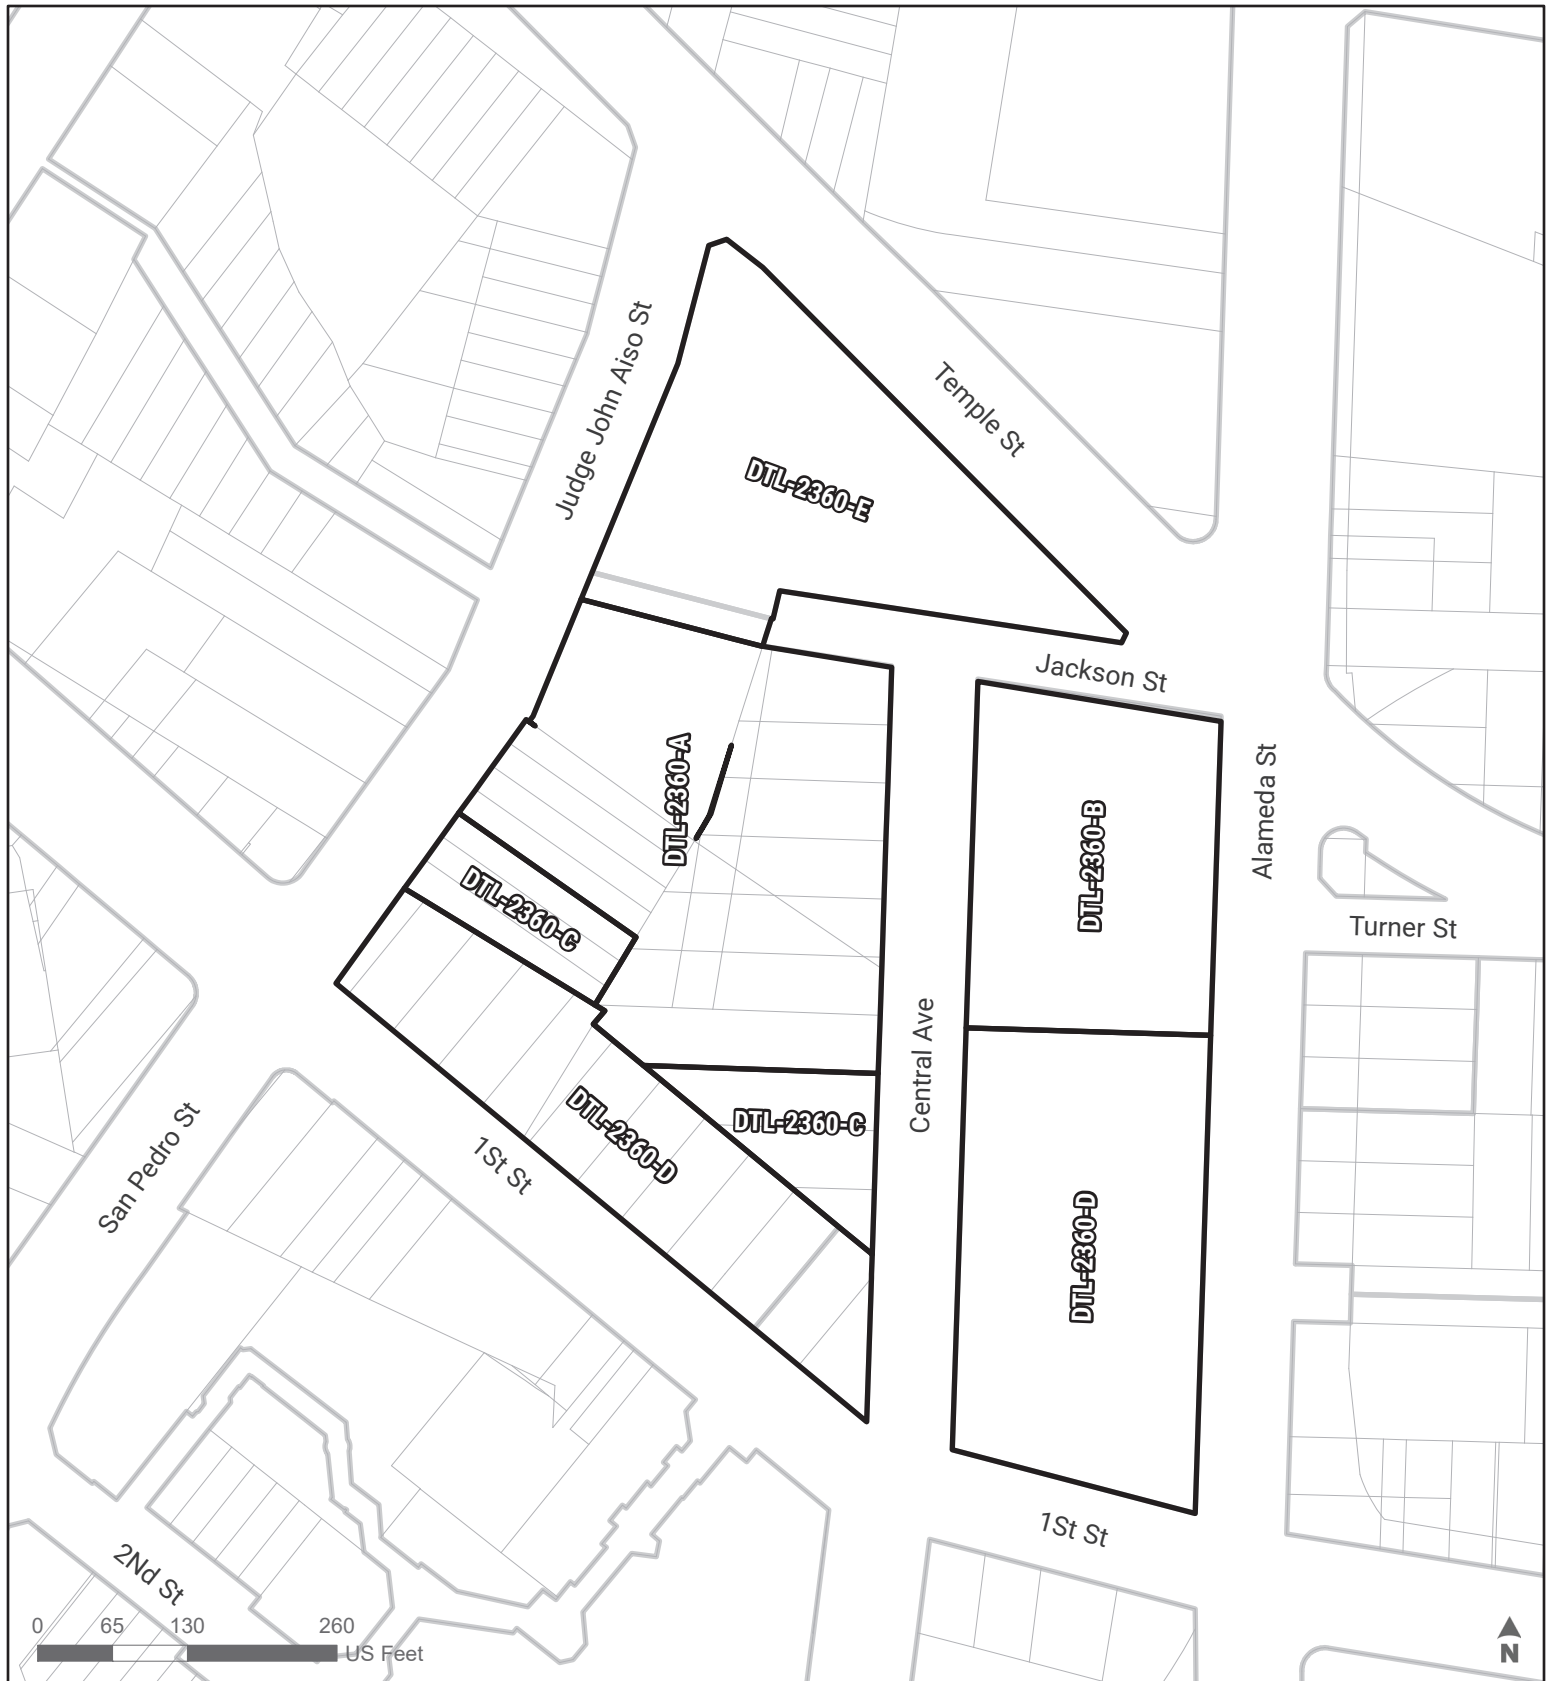 Judge John Aiso St
Temple St
DTL-2360-E
Jackson St
DTL-2360-A
DTL-2360-B
Alameda St
DTL-2360-C
Turner St
Central Ave
DTL-2360-D
DTL-2360-C
San Pedro St
1St St
DTL-2360-D
1St St
2Nd St
0 65 130 260
US Feet
N